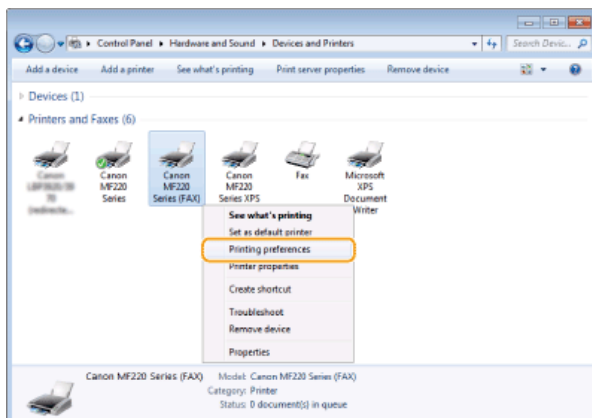 Control Panel ▸ Hardware and Sound ▸ Devices and Printers
Search Devic...
Add a device Add a printer See what's printing Print server properties Remove device
Devices (1)
Printers and Faxes (6)
Canon
MF220
Series
Canon
MF220
Series (FAX)
Canon
MF220
Series XPS
Fax
Microsoft
XPS
Document
Writer
See what's printing
Set as default printer
Printing preferences
Printer properties
Create shortcut
Troubleshoot
Remove device
Properties
Canon MF220 Series (FAX) Model: Canon MF220 Series (FAX)
Category: Printer
Status: 0 document(s) in queue